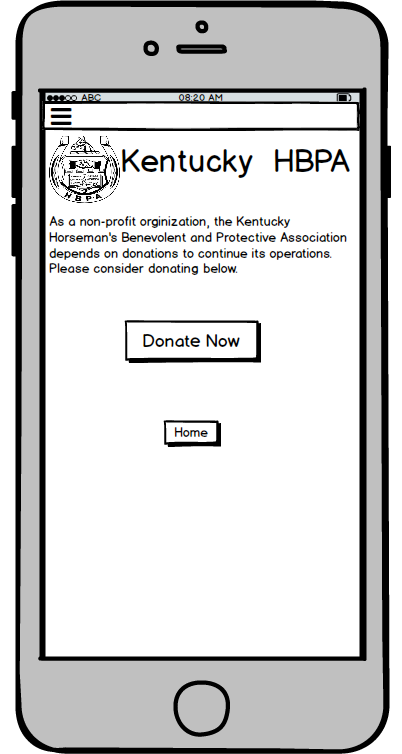 ABC 08:20 AM
Kentucky HBPA
HBPA
As a non-profit orginization, the Kentucky
Horseman's Benevolent and Protective Association
depends on donations to continue its operations.
Please consider donating below.
Donate Now
Home